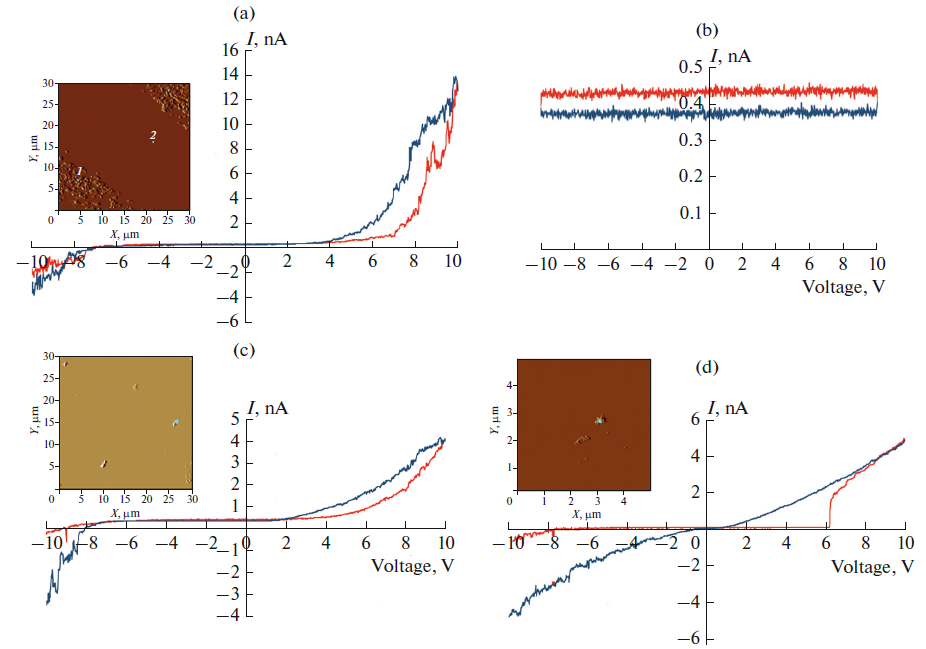 (a)
I, nA
16
14
12
10
8
6
4
2
−10 −8 −6 −4 −2 0 2 4 6 8 10
−2
−4
−6
30
25
20
15
10
5
0 5 10 15 20 25 30
Y, μm
X, μm
1
2
(b)
I, nA
0.5
0.4
0.3
0.2
0.1
−10 −8 −6 −4 −2 0 2 4 6 8 10
Voltage, V
(c)
I, nA
5
4
3
2
1
−10 −8 −6 −4 −2 0 2 4 6 8 10
−1
−2
−3
−4
Voltage, V
30
25
20
15
10
5
0 5 10 15 20 25 30
Y, μm
X, μm
(d)
I, nA
6
4
2
−10 −8 −6 −4 −2 0 2 4 6 8 10
−2
−4
−6
Voltage, V
4
3
2
1
0 1 2 3 4
Y, μm
X, μm